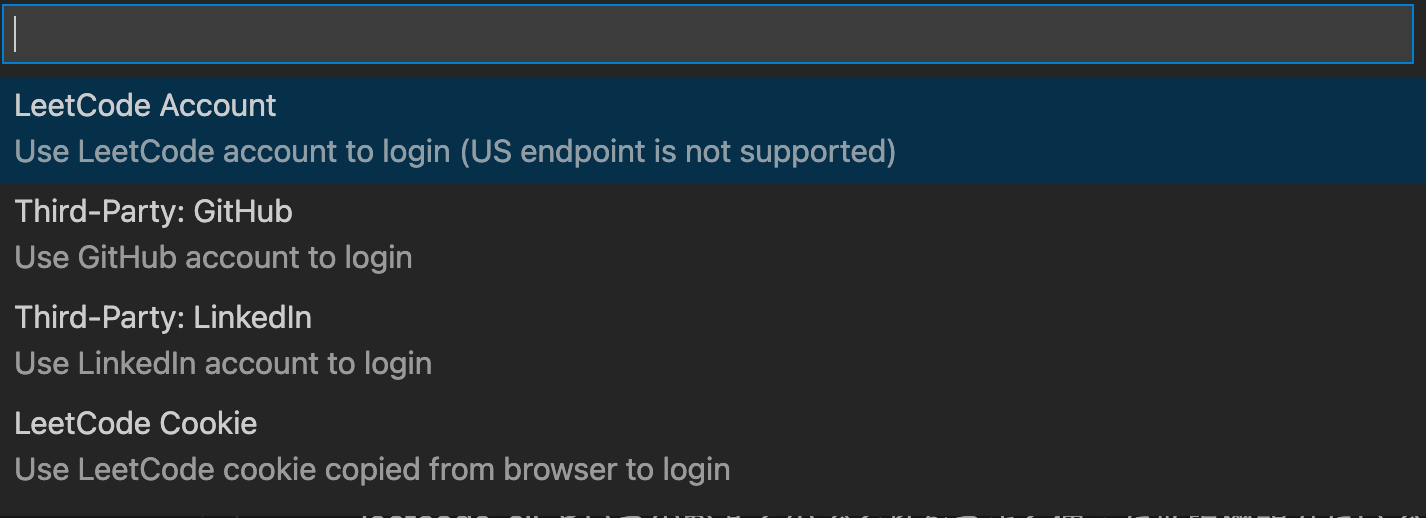 LeetCode Account
Use LeetCode account to login (US endpoint is not supported)
Third-Party: GitHub
Use GitHub account to login
Third-Party: LinkedIn
Use LinkedIn account to login
LeetCode Cookie
Use LeetCode cookie copied from browser to login